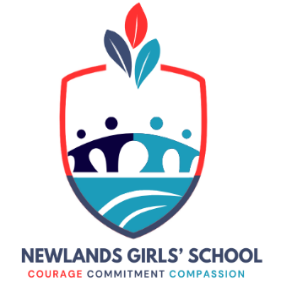 NEWLANDS GIRLS’ SCHOOL
COURAGE COMMITMENT COMPASSION